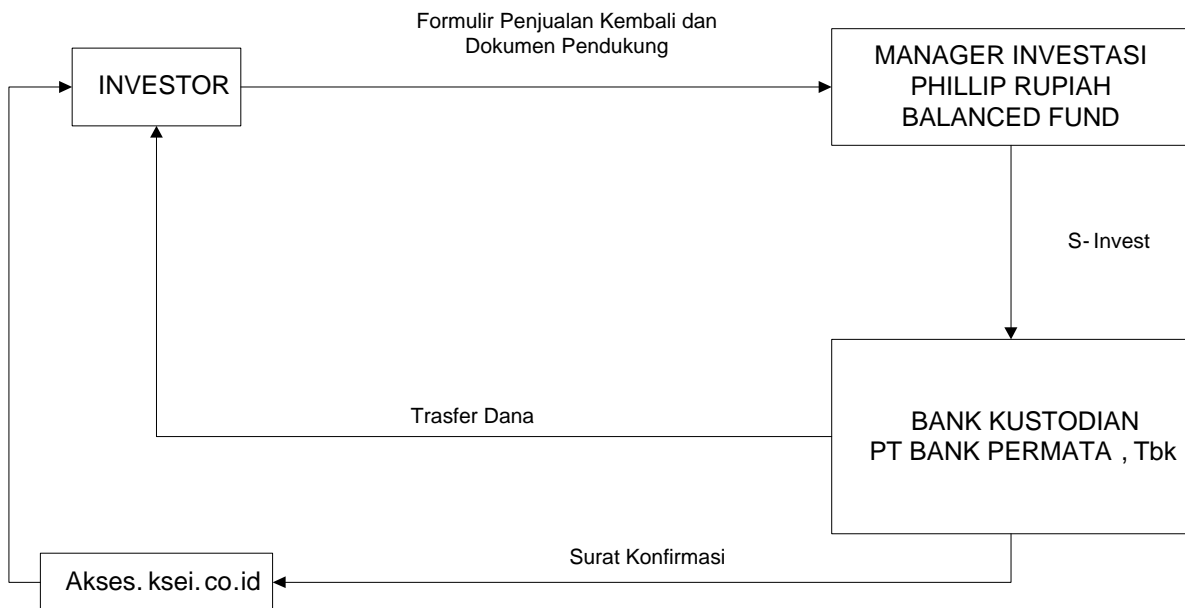 Formulir Penjualan Kembali dan
Dokumen Pendukung
INVESTOR
MANAGER INVESTASI
PHILLIP RUPIAH
BALANCED FUND
S- Invest
Trasfer Dana
BANK KUSTODIAN
PT BANK PERMATA , Tbk
Surat Konfirmasi
Akses. ksei. co.id